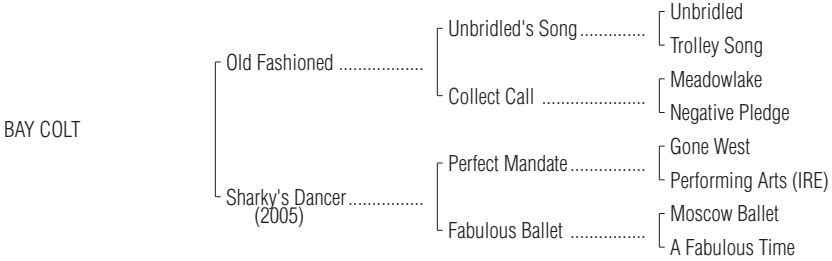 Unbridled
Unbridled's Song..............
Trolley Song
Old Fashioned ..................
Meadowlake
Collect Call ......................
Negative Pledge
BAY COLT
Gone West
Perfect Mandate................
Performing Arts (IRE)
Sharky's Dancer................
(2005)
Moscow Ballet
Fabulous Ballet ................
A Fabulous Time